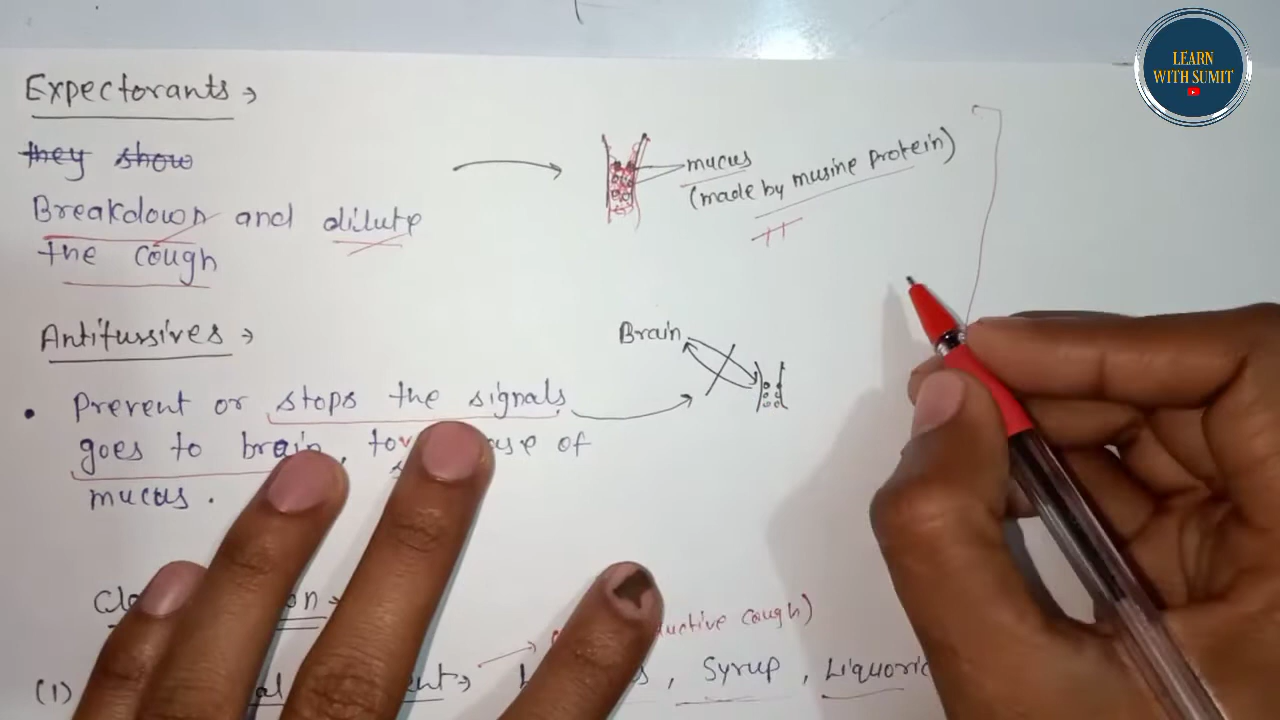 LEARN
WITH SUMIT
Expectorants →
they show
Breakdown and dilute
the cough
mucus
(made by musine protein)
Antitussives →
• Prevent or stops the signals
goes to brain, of
mucus.
Brain
cough)
(1) , Syrup,